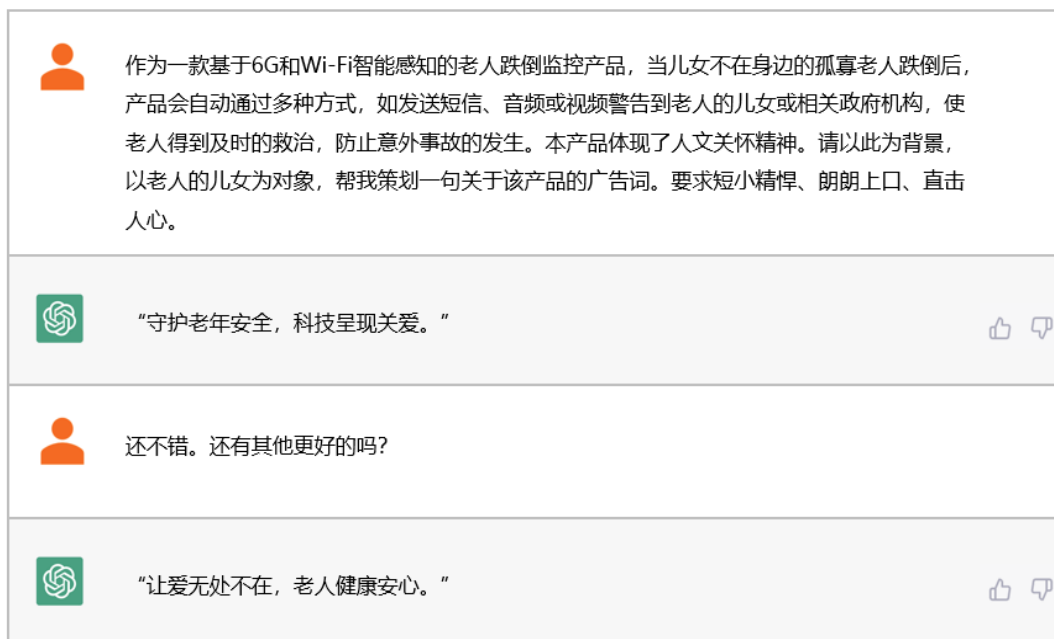 作为一款基于6G和Wi-Fi智能感知的老人跌倒监控产品，当儿女不在身边的孤寡老人跌倒后，
产品会自动通过多种方式，如发送短信、音频或视频警告到老人的儿女或相关政府机构，使
老人得到及时的救治，防止意外事故的发生。本产品体现了人文关怀精神。请以此为背景，
以老人的儿女为对象，帮我策划一句关于该产品的广告词。要求短小精悍、朗朗上口、直击
人心。
“守护老年安全，科技呈现关爱。”
还不错。还有其他更好的吗？
“让爱无处不在，老人健康安心。”